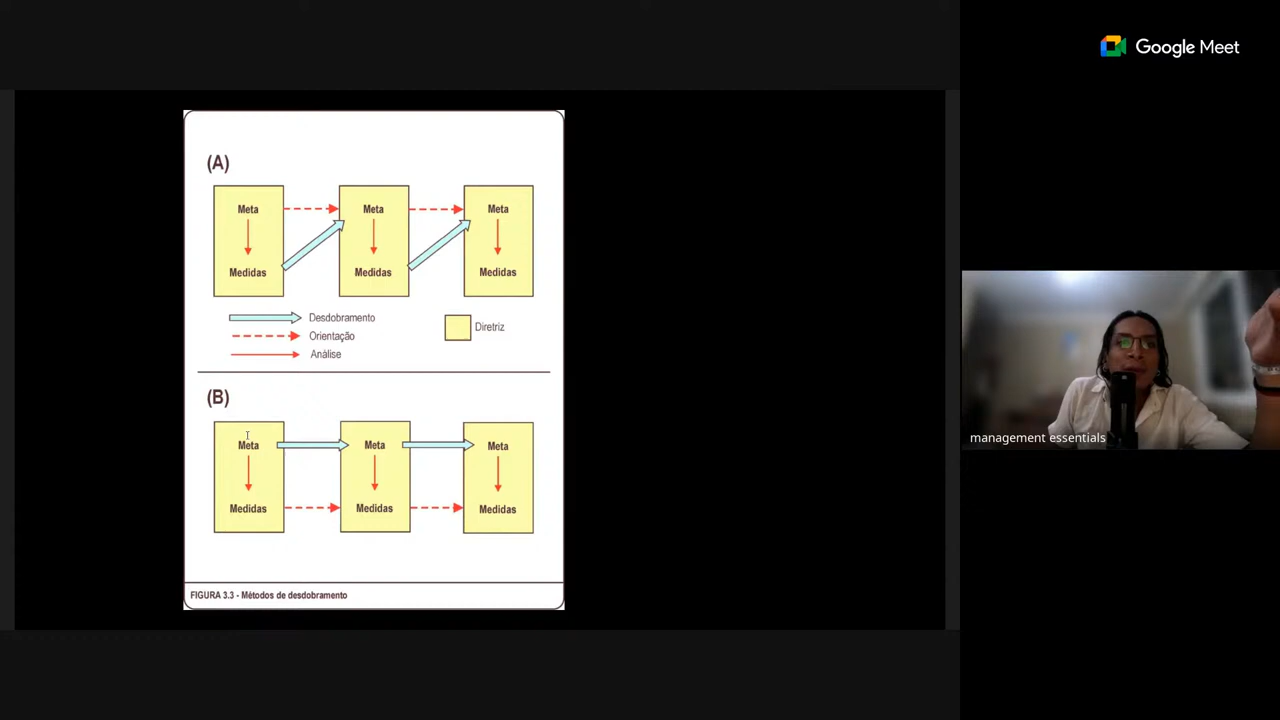 Google Meet
(A)
Meta Meta Meta
Medidas Medidas Medidas
Desdobramento
Orientação
Análise
Diretriz
(B)
Meta Meta Meta
Medidas Medidas Medidas
FIGURA 3.3 - Métodos de desdobramento
management essentials